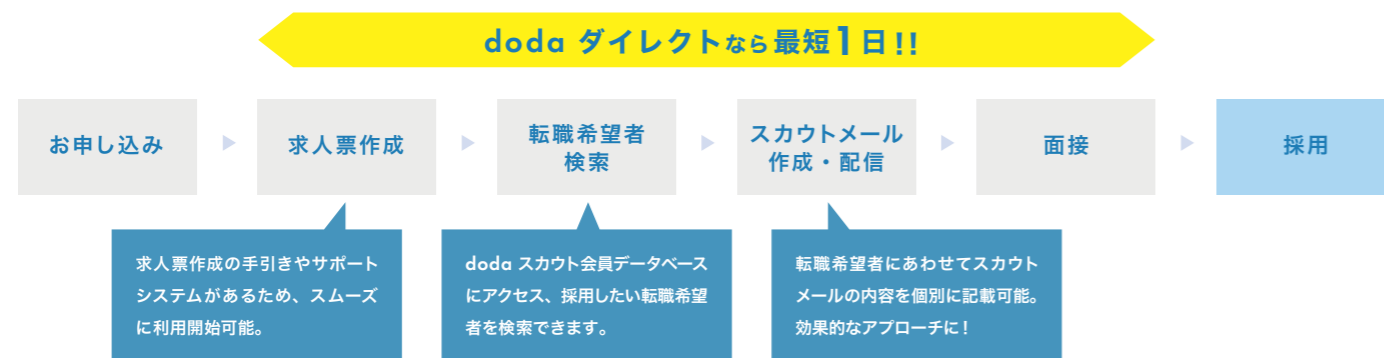 doda ダイレクトなら最短1日!!
お申し込み
求人票作成
転職希望者
検索
スカウトメール
作成・配信
面接
採用
求人票作成の手引きやサポート
システムがあるため、スムーズ
に利用開始可能。
doda スカウト会員データベース
にアクセス、採用したい転職希望
者を検索できます。
転職希望者にあわせてスカウト
メールの内容を個別に記載可能。
効果的なアプローチに!